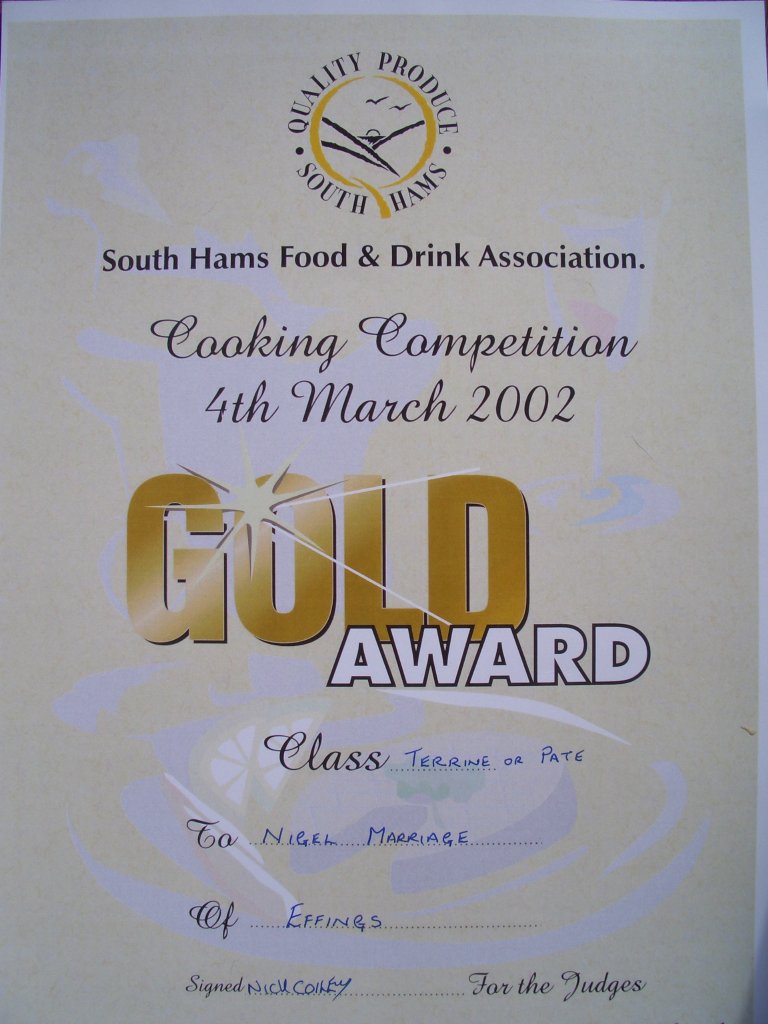 QUALITY PRODUCE
• SOUTH HAMS •
South Hams Food & Drink Association.
Cooking Competition
4th March 2002
GOLD
AWARD
Class TERRINE OR PATE
To NIGEL MARRIAGE
Of EFFINGS
Signed NICK For the Judges